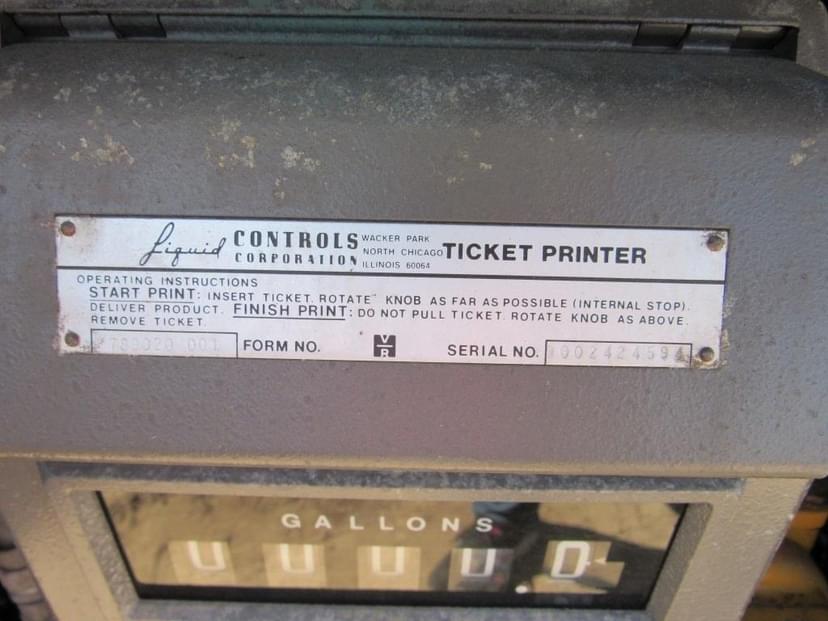 Liquid CONTROLS CORPORATION
WACKER PARK
NORTH CHICAGO
ILLINOIS 60064
TICKET PRINTER
OPERATING INSTRUCTIONS
START PRINT: INSERT TICKET. ROTATE KNOB AS FAR AS POSSIBLE (INTERNAL STOP).
DELIVER PRODUCT. FINISH PRINT: DO NOT PULL TICKET. ROTATE KNOB AS ABOVE.
REMOVE TICKET.
FORM NO. V/R SERIAL NO. 1002424594
GALLONS